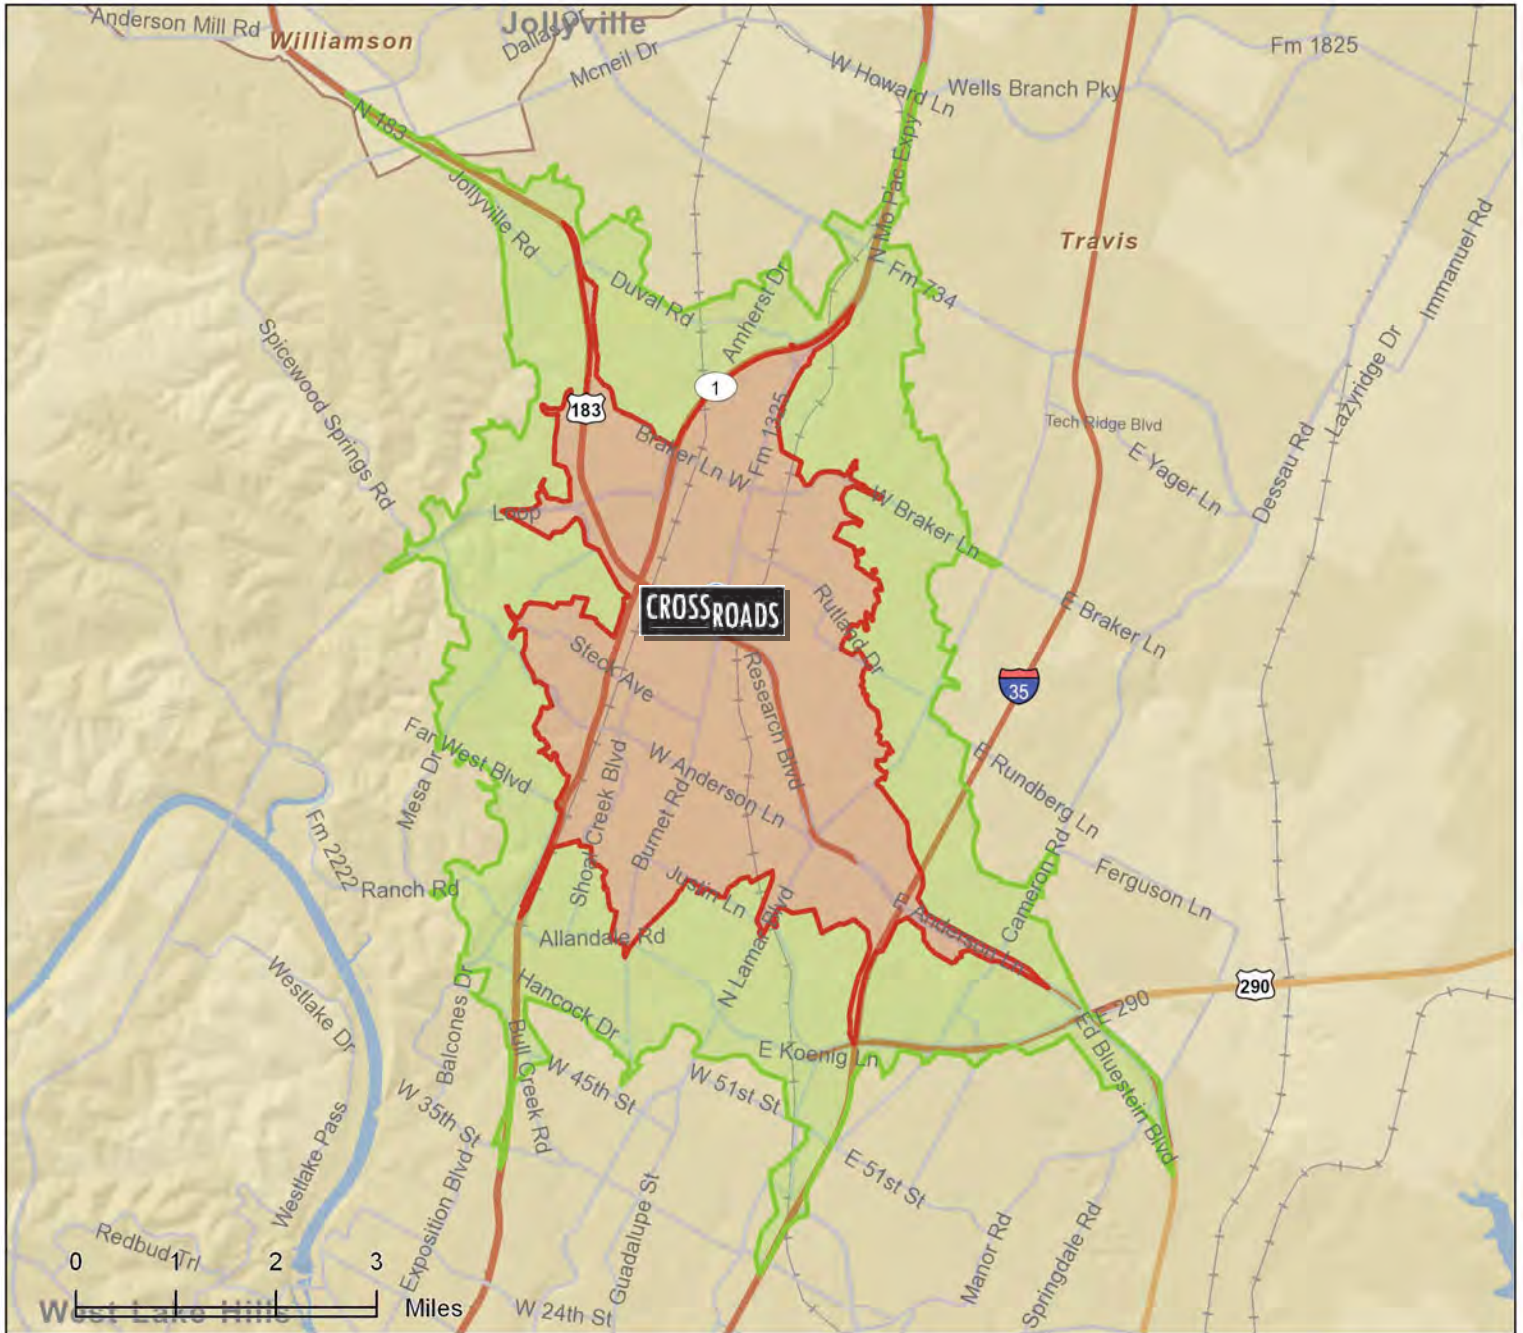 Anderson Mill Rd
Williamson
Jollyville
Dallas Dr
Mcneil Dr
W Howard Ln
Wells Branch Pky
Fm 1825
N 183
Jollyville Rd
N Mo Pac Expy
Travis
Immanuel Rd
Duval Rd
Amherst Dr
Fm 734
Spicewood Springs Rd
183
1
Fm 1325
Braker Ln W
Tech Ridge Blvd
E Yager Ln
Dessau Rd
Lazyridge Dr
Loop
W Braker Ln
CROSSROADS
Rutland Dr
E Braker Ln
Steck Ave
Research Blvd
35
Far West Blvd
Mesa Dr
Shoal Creek Blvd
W Anderson Ln
Burnet Rd
E Rundberg Ln
Fm 2222
Ranch Rd
Justin Ln
Cameron Rd
Ferguson Ln
Allandale Rd
N Lamar Blvd
E Anderson Ln
Westlake Dr
Balcones Dr
Hancock Dr
290
E 290
Bull Creek Rd
E Koenig Ln
Ed Bluestein Blvd
W 45th St
W 51st St
W 35th St
Westlake Pass
Exposition Blvd
Guadalupe St
E 51st St
Manor Rd
Springdale Rd
Redbud Trl
0 1 2 3
Miles
West Lake Hills
W 24th St